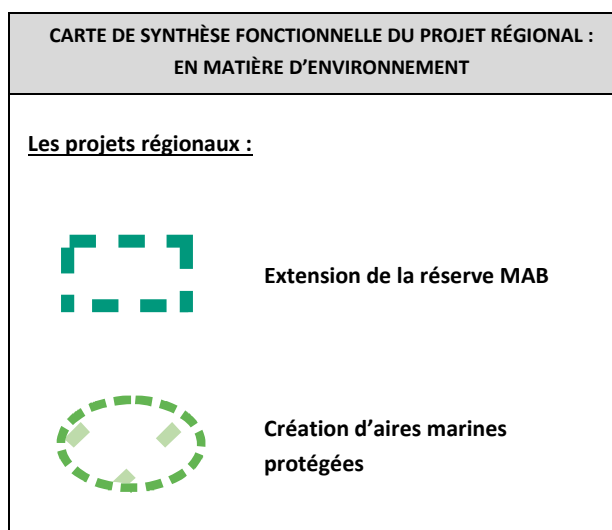 CARTE DE SYNTHÈSE FONCTIONNELLE DU PROJET RÉGIONAL :
EN MATIÈRE D’ENVIRONNEMENT
Les projets régionaux :
Extension de la réserve MAB
Création d’aires marines
protégées